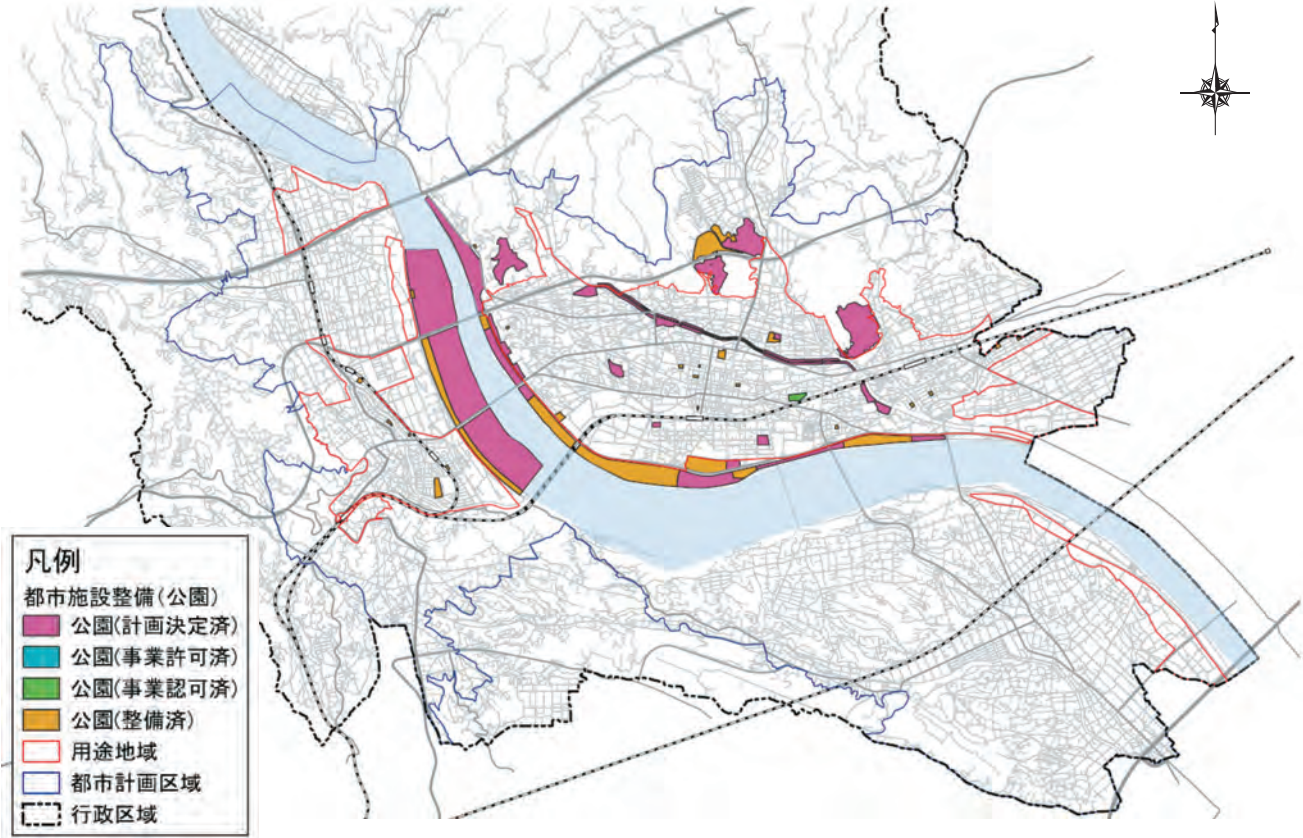 凡例
都市施設整備(公園)
公園(計画決定済)
公園(事業許可済)
公園(事業認可済)
公園(整備済)
用途地域
都市計画区域
行政区域